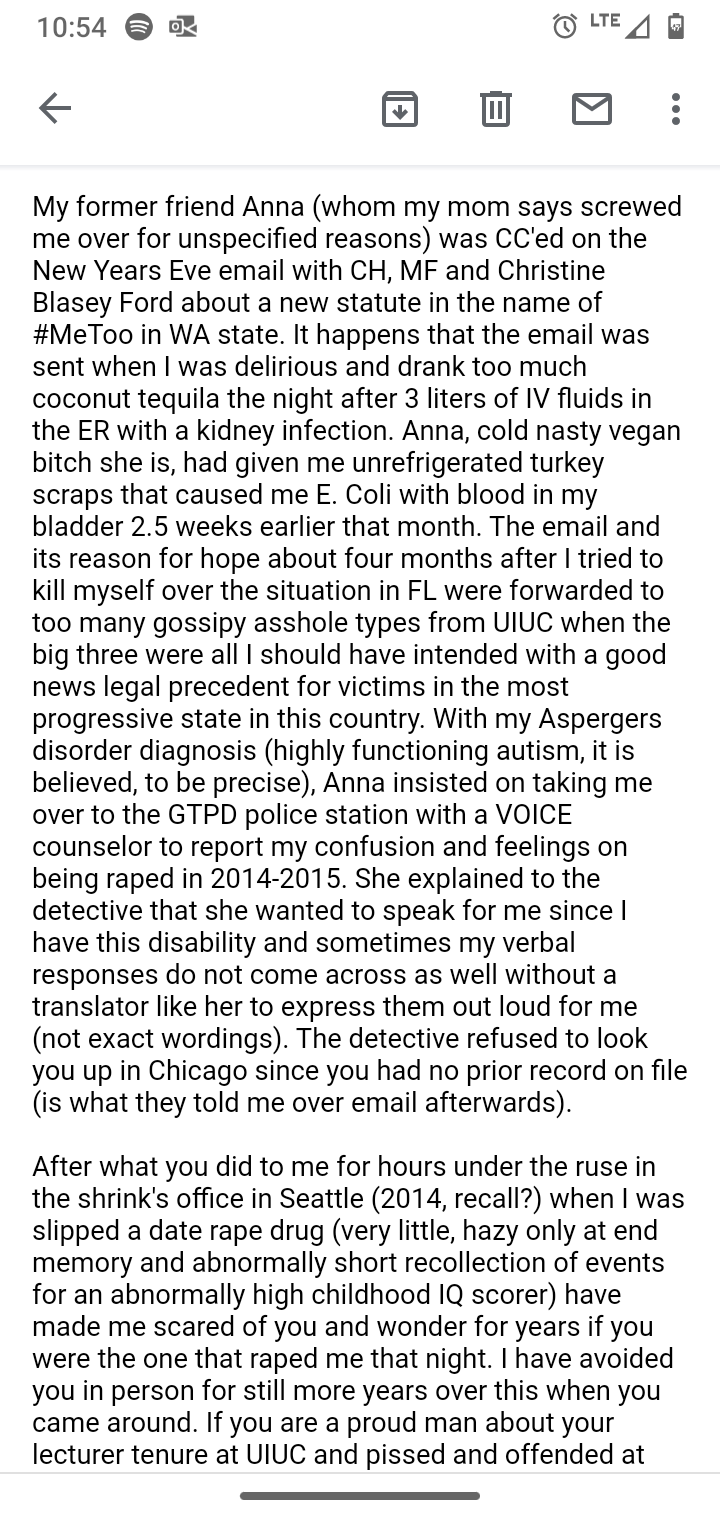 10:54
LTE
My former friend Anna (whom my mom says screwed
me over for unspecified reasons) was CC'ed on the
New Years Eve email with CH, MF and Christine
Blasey Ford about a new statute in the name of
#MeToo in WA state. It happens that the email was
sent when I was delirious and drank too much
coconut tequila the night after 3 liters of IV fluids in
the ER with a kidney infection. Anna, cold nasty vegan
bitch she is, had given me unrefrigerated turkey
scraps that caused me E. Coli with blood in my
bladder 2.5 weeks earlier that month. The email and
its reason for hope about four months after I tried to
kill myself over the situation in FL were forwarded to
too many gossipy asshole types from UIUC when the
big three were all I should have intended with a good
news legal precedent for victims in the most
progressive state in this country. With my Aspergers
disorder diagnosis (highly functioning autism, it is
believed, to be precise), Anna insisted on taking me
over to the GTPD police station with a VOICE
counselor to report my confusion and feelings on
being raped in 2014-2015. She explained to the
detective that she wanted to speak for me since I
have this disability and sometimes my verbal
responses do not come across as well without a
translator like her to express them out loud for me
(not exact wordings). The detective refused to look
you up in Chicago since you had no prior record on file
(is what they told me over email afterwards).
After what you did to me for hours under the ruse in
the shrink's office in Seattle (2014, recall?) when I was
slipped a date rape drug (very little, hazy only at end
memory and abnormally short recollection of events
for an abnormally high childhood IQ scorer) have
made me scared of you and wonder for years if you
were the one that raped me that night. I have avoided
you in person for still more years over this when you
came around. If you are a proud man about your
lecturer tenure at UIUC and pissed and offended at